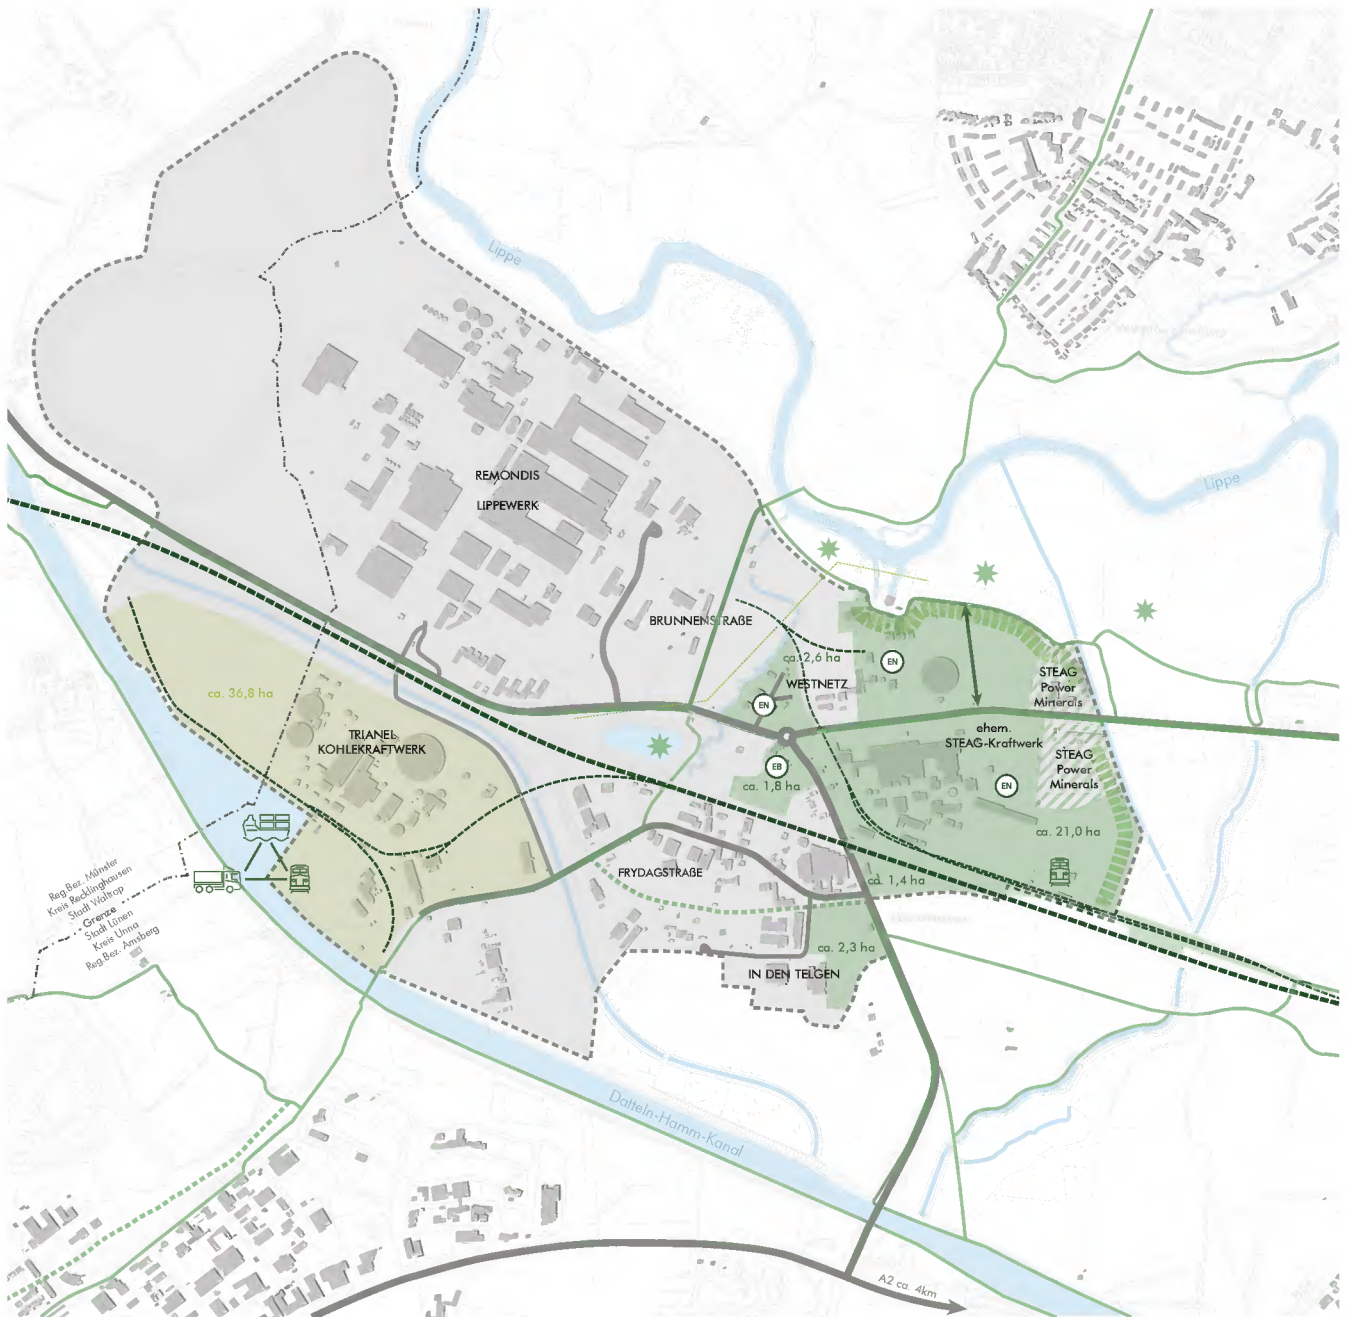 Lippe
Lippe
REMONDIS
LIPPEWERK
BRUNNENSTRAßE
ca. 2,6 ha
WESTNETZ
EN
EN
STEAG
Power
Minerals
ca. 36,8 ha
TRIANEL
KOHLEKRAFTWERK
ehem.
STEAG-Kraftwerk
STEAG
Power
Minerals
EB
ca. 1,8 ha
EN
ca. 21,0 ha
Reg.Bez. Münster
Kreis Recklinghausen
Stadt Waltrop
Grenze
Stadt Lünen
Kreis Unna
Reg.Bez. Arnsberg
FRYDAGSTRAßE
ca. 1,4 ha
ca. 2,3 ha
IN DEN TELGEN
Datteln-Hamm-Kanal
A2 ca. 4km